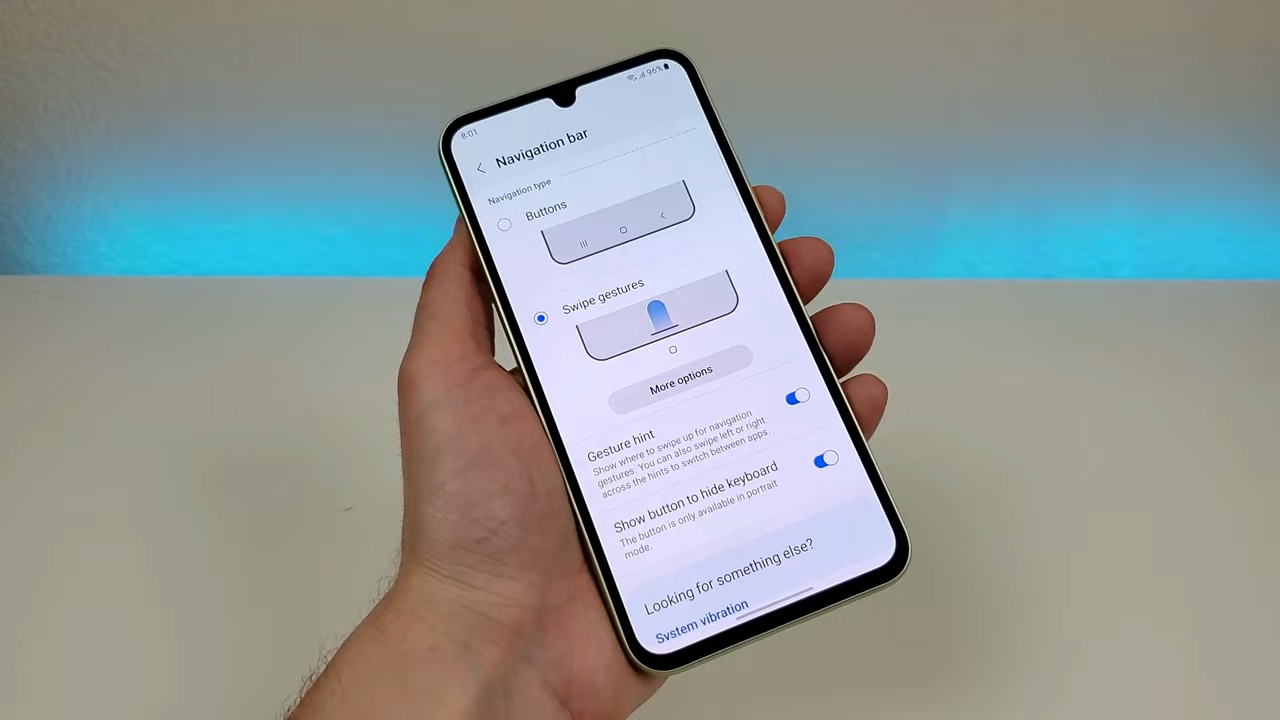 8:01
96%
Navigation bar
Navigation type
Buttons
Swipe gestures
More options
Gesture hint
Show where to swipe up for navigation
gestures. You can also swipe left or right
across the hints to switch between apps.
Show button to hide keyboard
The button is only available in portrait
mode.
Looking for something else?
System vibration